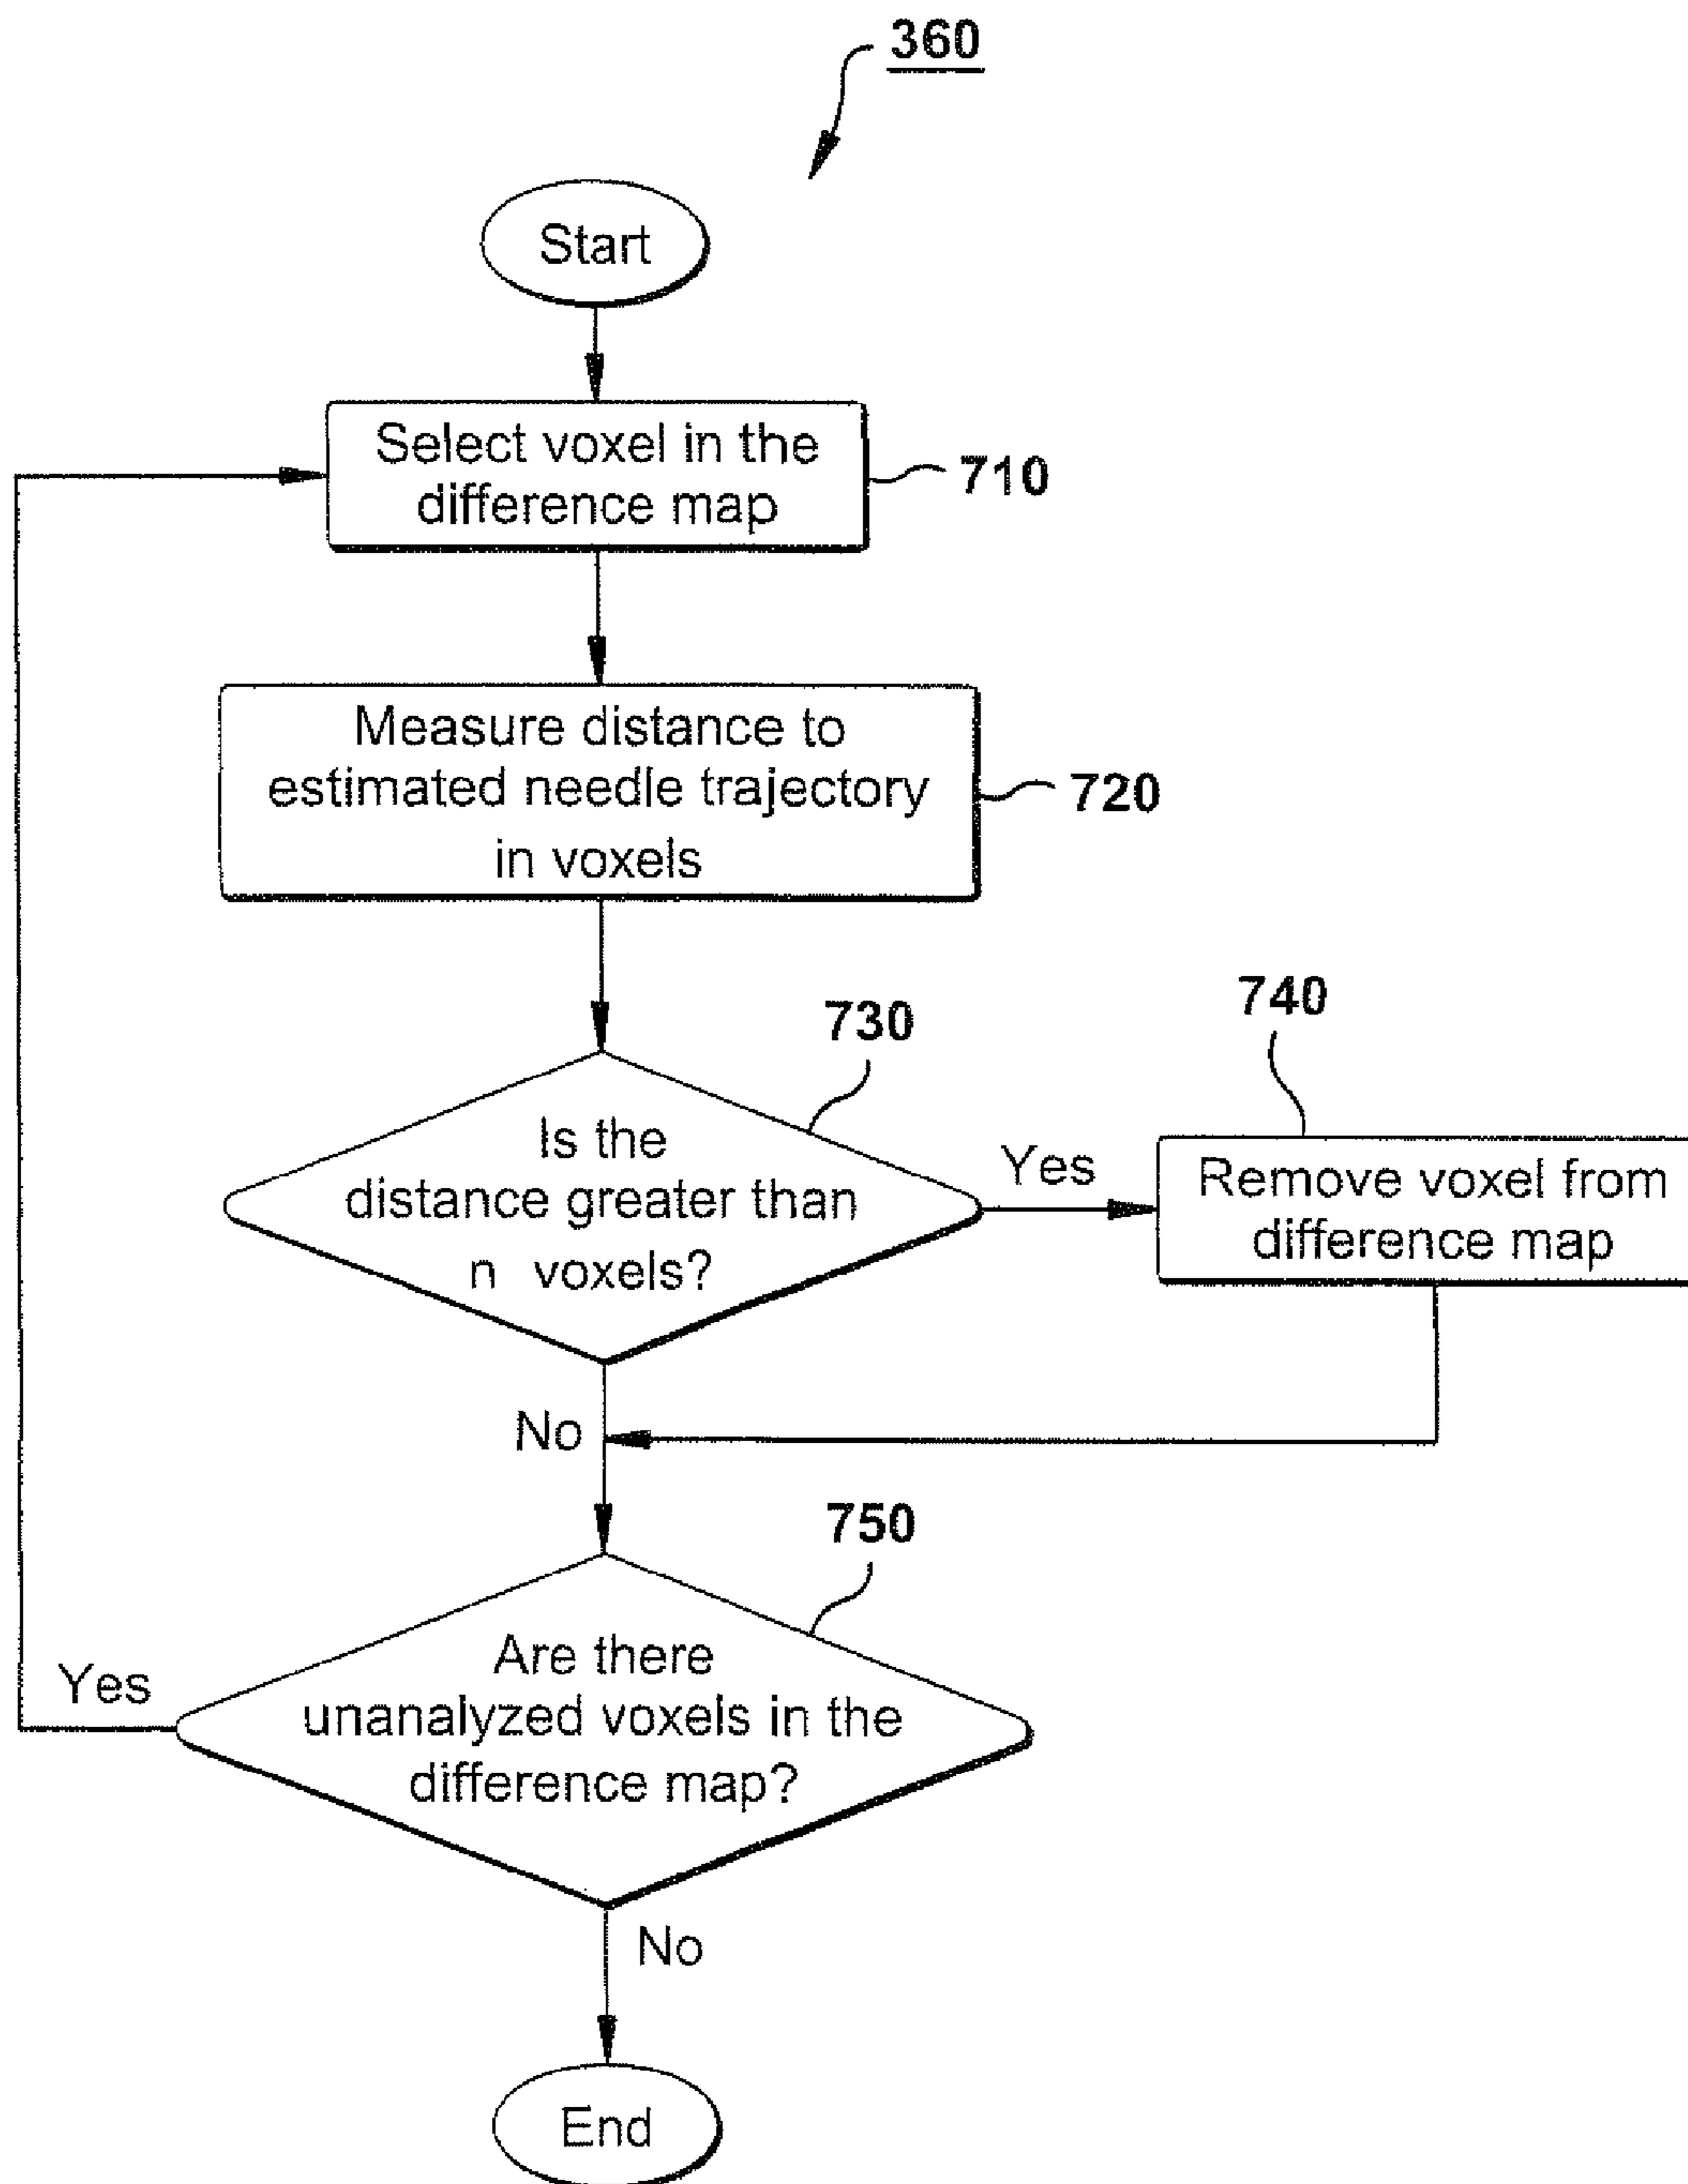 360
Start
Select voxel in the
difference map
710
Measure distance to
estimated needle trajectory
in voxels
720
730
Is the
distance greater than
n voxels?
Yes
740
Remove voxel from
difference map
No
750
Are there
unanalyzed voxels in the
difference map?
Yes
No
End